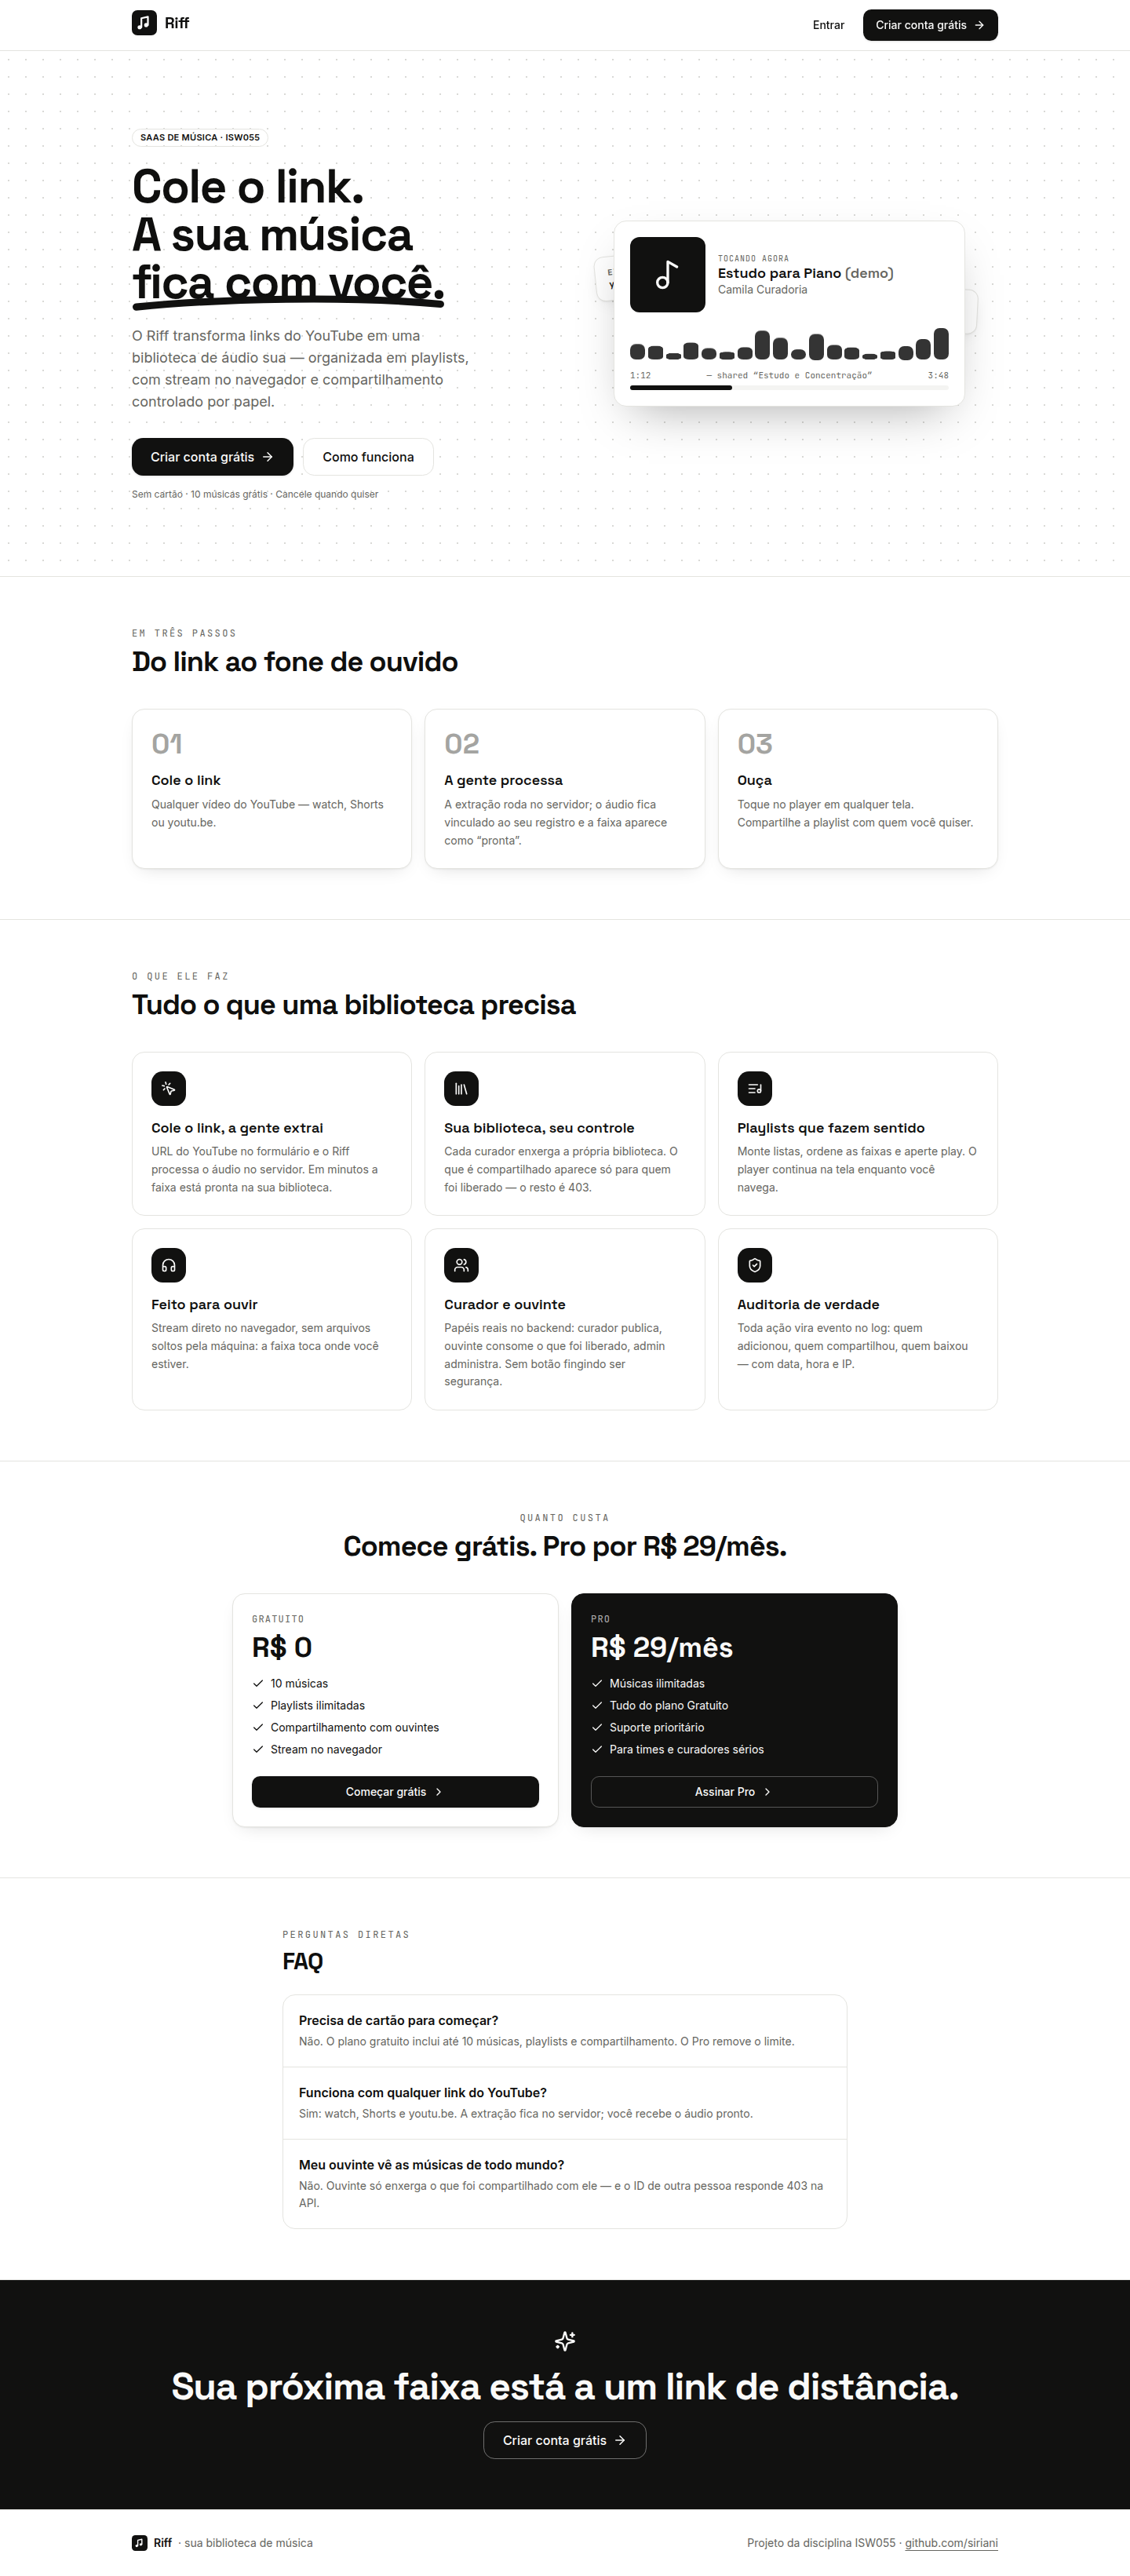 Riff
Entrar
Criar conta grátis
SAAS DE MÚSICA · ISW055
Cole o link.
A sua música
fica com você.
O Riff transforma links do YouTube em uma
biblioteca de áudio sua — organizada em playlists,
com stream no navegador e compartilhamento
controlado por papel.
Criar conta grátis
Como funciona
Sem cartão · 10 músicas grátis · Cancele quando quiser
TOCANDO AGORA
Estudo para Piano (demo)
Camila Curadoria
1:12
— shared “Estudo e Concentração”
3:48
EM TRÊS PASSOS
Do link ao fone de ouvido
01
Cole o link
Qualquer vídeo do YouTube — watch, Shorts
ou youtu.be.
02
A gente processa
A extração roda no servidor; o áudio fica
vinculado ao seu registro e a faixa aparece
como “pronta”.
03
Ouça
Toque no player em qualquer tela.
Compartilhe a playlist com quem você quiser.
O QUE ELE FAZ
Tudo o que uma biblioteca precisa
Cole o link, a gente extrai
URL do YouTube no formulário e o Riff
processa o áudio no servidor. Em minutos a
faixa está pronta na sua biblioteca.
Sua biblioteca, seu controle
Cada curador enxerga a própria biblioteca. O
que é compartilhado aparece só para quem
foi liberado — o resto é 403.
Playlists que fazem sentido
Monte listas, ordene as faixas e aperte play. O
player continua na tela enquanto você
navega.
Feito para ouvir
Stream direto no navegador, sem arquivos
soltos pela máquina: a faixa toca onde você
estiver.
Curador e ouvinte
Papéis reais no backend: curador publica,
ouvinte consome o que foi liberado, admin
administra. Sem botão fingindo ser
segurança.
Auditoria de verdade
Toda ação vira evento no log: quem
adicionou, quem compartilhou, quem baixou
— com data, hora e IP.
QUANTO CUSTA
Comece grátis. Pro por R$ 29/mês.
GRATUITO
R$ 0
10 músicas
Playlists ilimitadas
Compartilhamento com ouvintes
Stream no navegador
Começar grátis
PRO
R$ 29/mês
Músicas ilimitadas
Tudo do plano Gratuito
Suporte prioritário
Para times e curadores sérios
Assinar Pro
PERGUNTAS DIRETAS
FAQ
Precisa de cartão para começar?
Não. O plano gratuito inclui até 10 músicas, playlists e compartilhamento. O Pro remove o limite.
Funciona com qualquer link do YouTube?
Sim: watch, Shorts e youtu.be. A extração fica no servidor; você recebe o áudio pronto.
Meu ouvinte vê as músicas de todo mundo?
Não. Ouvinte só enxerga o que foi compartilhado com ele — e o ID de outra pessoa responde 403 na
API.
Sua próxima faixa está a um link de distância.
Criar conta grátis
Riff · sua biblioteca de música
Projeto da disciplina ISW055 · github.com/siriani